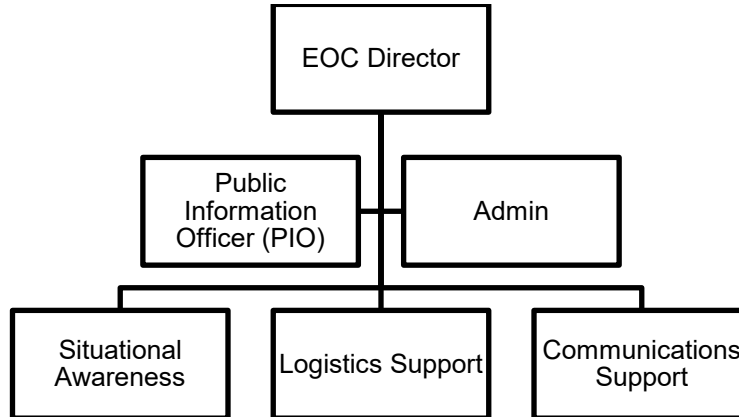 EOC Director
Public
Information
Officer (PIO)
Admin
Situational
Awareness
Logistics Support
Communications
Support